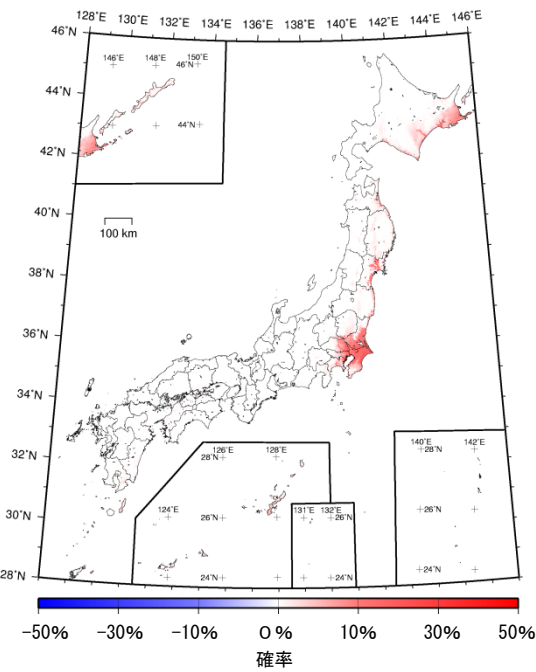 128˚E 130˚E 132˚E 134˚E 136˚E 138˚E 140˚E 142˚E 144˚E 146˚E
46˚N
146˚E 148˚E 150˚E
46˚N
44˚N
44˚N
42˚N
40˚N
100 km
38˚N
36˚N
34˚N
32˚N
126˚E 128˚E
28˚N
140˚E 142˚E
28˚N
30˚N
124˚E
26˚N
131˚E 132˚E
26˚N
26˚N
28˚N
24˚N
24˚N
24˚N
-50% -30% -10% 0% 10% 30% 50%
確率